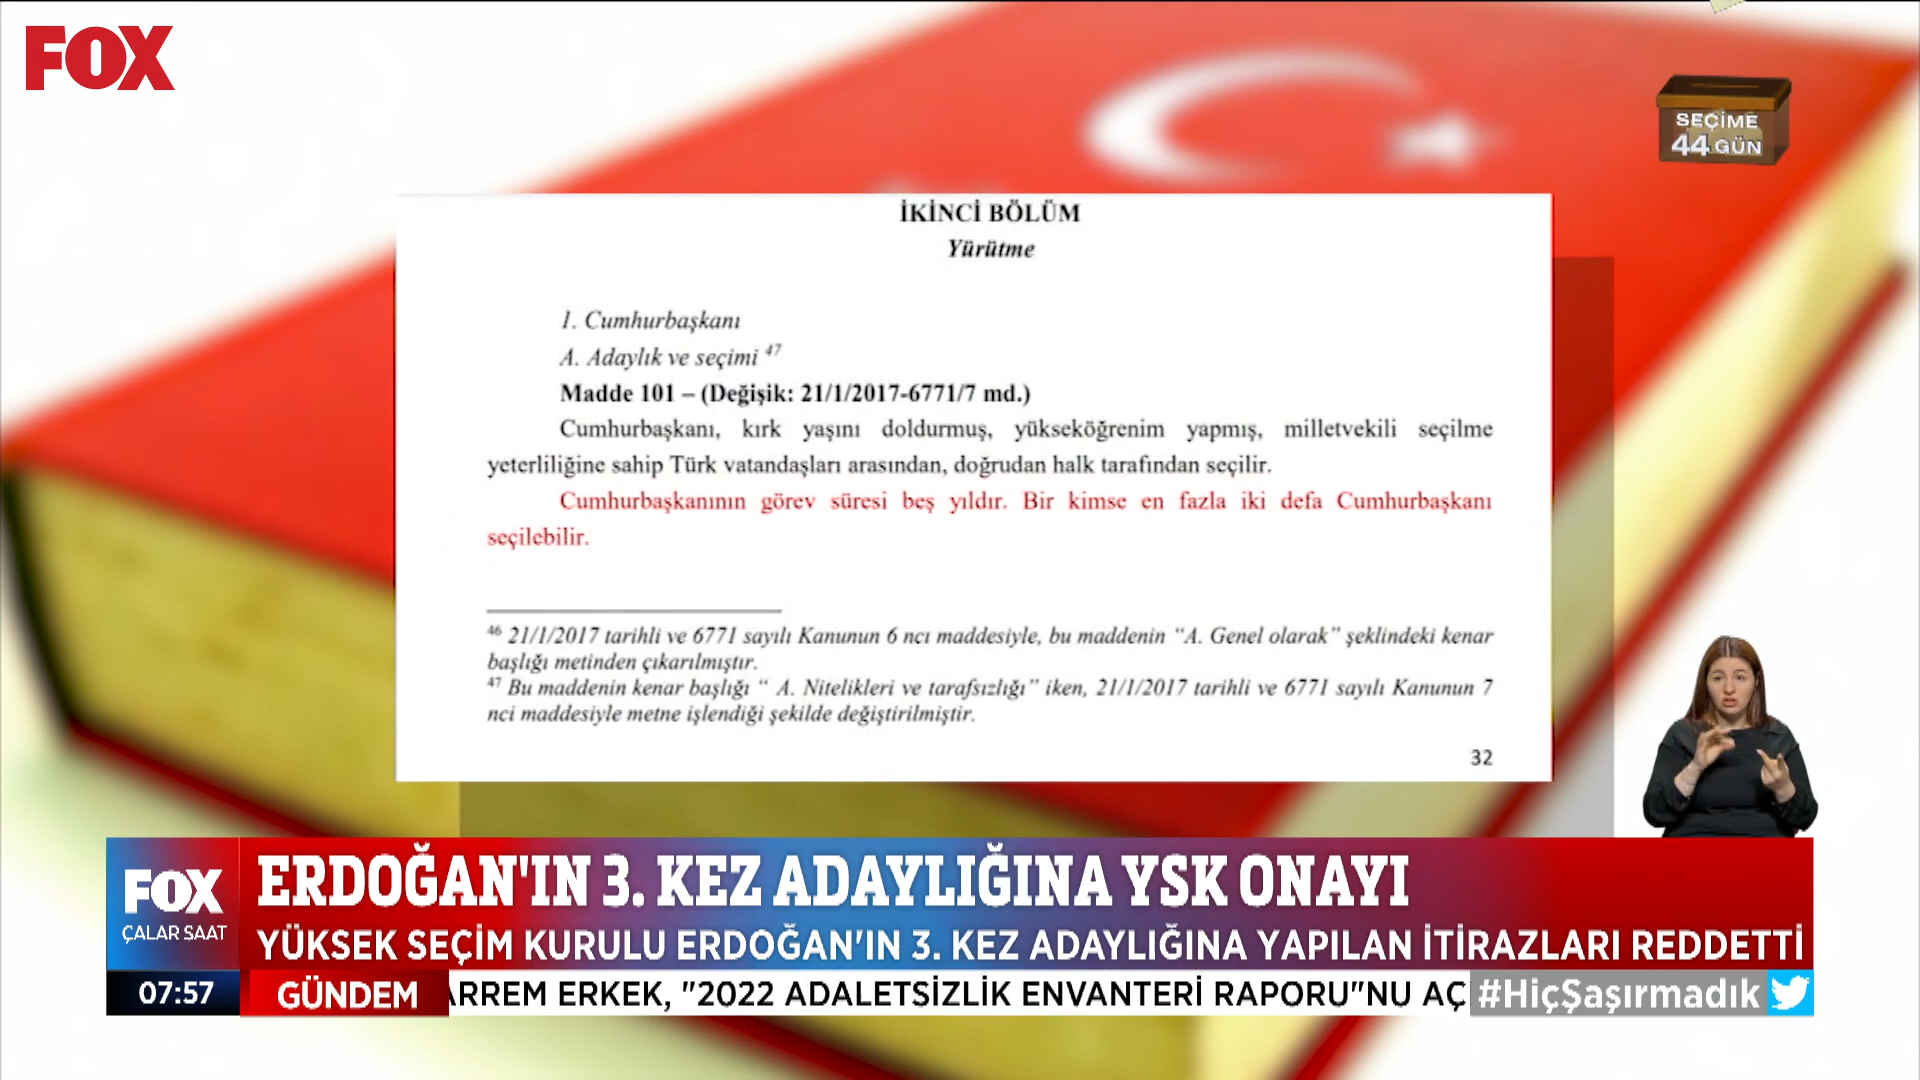 FOX
SEÇİME
44 GÜN
İKİNCİ BÖLÜM
Yürütme
1. Cumhurbaşkanı
A. Adaylık ve seçimi 47
Madde 101 – (Değişik: 21/1/2017-6771/7 md.)
Cumhurbaşkanı, kırk yaşını doldurmuş, yükseköğrenim yapmış, milletvekili seçilme
yeterliliğine sahip Türk vatandaşları arasından, doğrudan halk tarafından seçilir.
Cumhurbaşkanının görev süresi beş yıldır. Bir kimse en fazla iki defa Cumhurbaşkanı
seçilebilir.
46 21/1/2017 tarihli ve 6771 sayılı Kanunun 6 ncı maddesiyle, bu maddenin “A. Genel olarak” şeklindeki kenar
başlığı metinden çıkarılmıştır.
47 Bu maddenin kenar başlığı “ A. Nitelikleri ve tarafsızlığı” iken, 21/1/2017 tarihli ve 6771 sayılı Kanunun 7
nci maddesiyle metne işlendiği şekilde değiştirilmiştir.
32
FOX
ÇALAR SAAT
ERDOĞAN'IN 3. KEZ ADAYLIĞINA YSK ONAYI
YÜKSEK SEÇİM KURULU ERDOĞAN'IN 3. KEZ ADAYLIĞINA YAPILAN İTİRAZLARI REDDETTİ
07:57
GÜNDEM
ARREM ERKEK, "2022 ADALETSİZLİK ENVANTERİ RAPORU"NU AÇ
#HiçŞaşırmadık